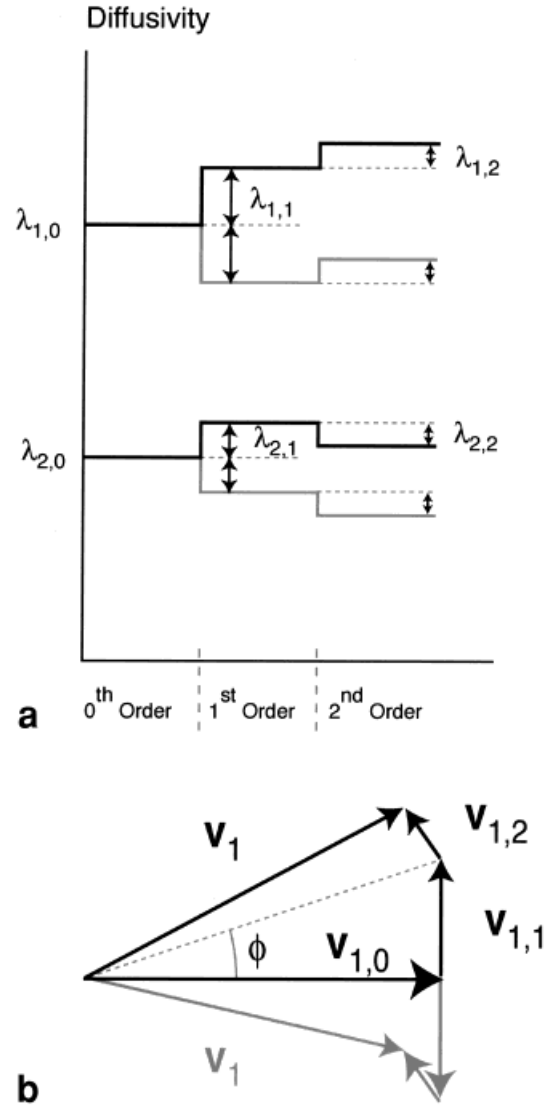 Diffusivity
λ1,2
λ1,1
λ1,0
λ2,1
λ2,2
λ2,0
a 0th Order 1st Order 2nd Order
v1 v1,2
ϕ v1,0 v1,1
v1
b